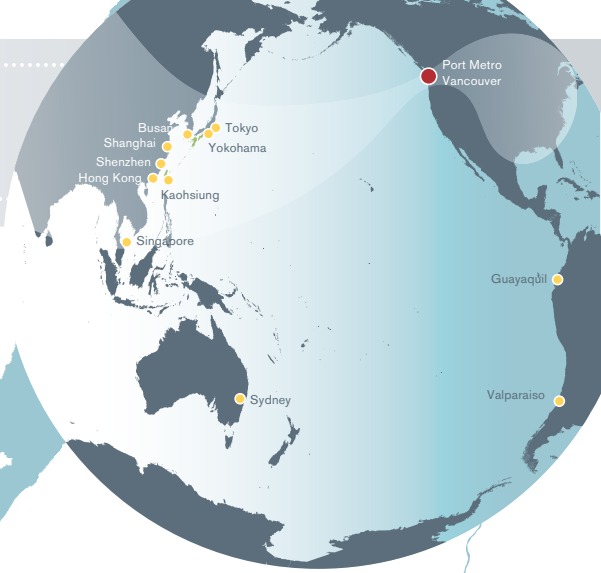 Port Metro
Vancouver
Busan
Tokyo
Shanghai
Yokohama
Shenzhen
Hong Kong
Kaohsiung
Singapore
Guayaquil
Valparaiso
Sydney